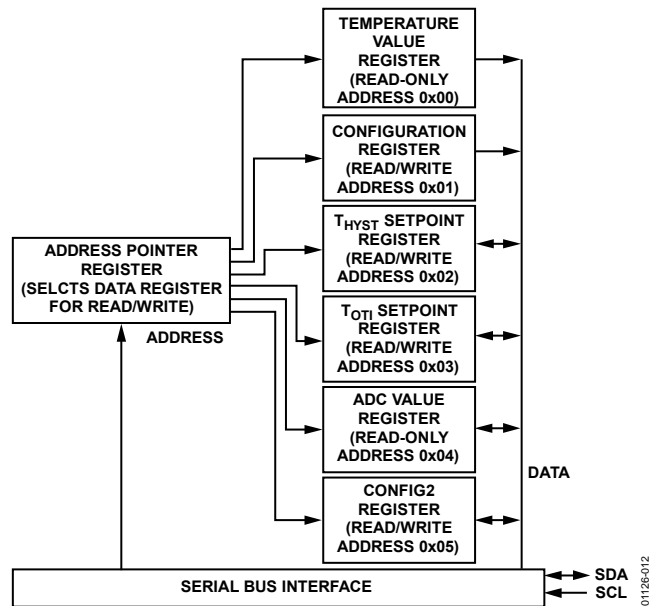 TEMPERATURE
VALUE
REGISTER
(READ-ONLY
ADDRESS 0x00)
CONFIGURATION
REGISTER
(READ/WRITE
ADDRESS 0x01)
THYST SETPOINT
REGISTER
(READ/WRITE
ADDRESS 0x02)
ADDRESS POINTER
REGISTER
(SELCTS DATA REGISTER
FOR READ/WRITE)
ADDRESS
TOTI SETPOINT
REGISTER
(READ/WRITE
ADDRESS 0x03)
ADC VALUE
REGISTER
(READ-ONLY
ADDRESS 0x04)
DATA
CONFIG2
REGISTER
(READ/WRITE
ADDRESS 0x05)
SERIAL BUS INTERFACE
SDA
SCL
01126-012